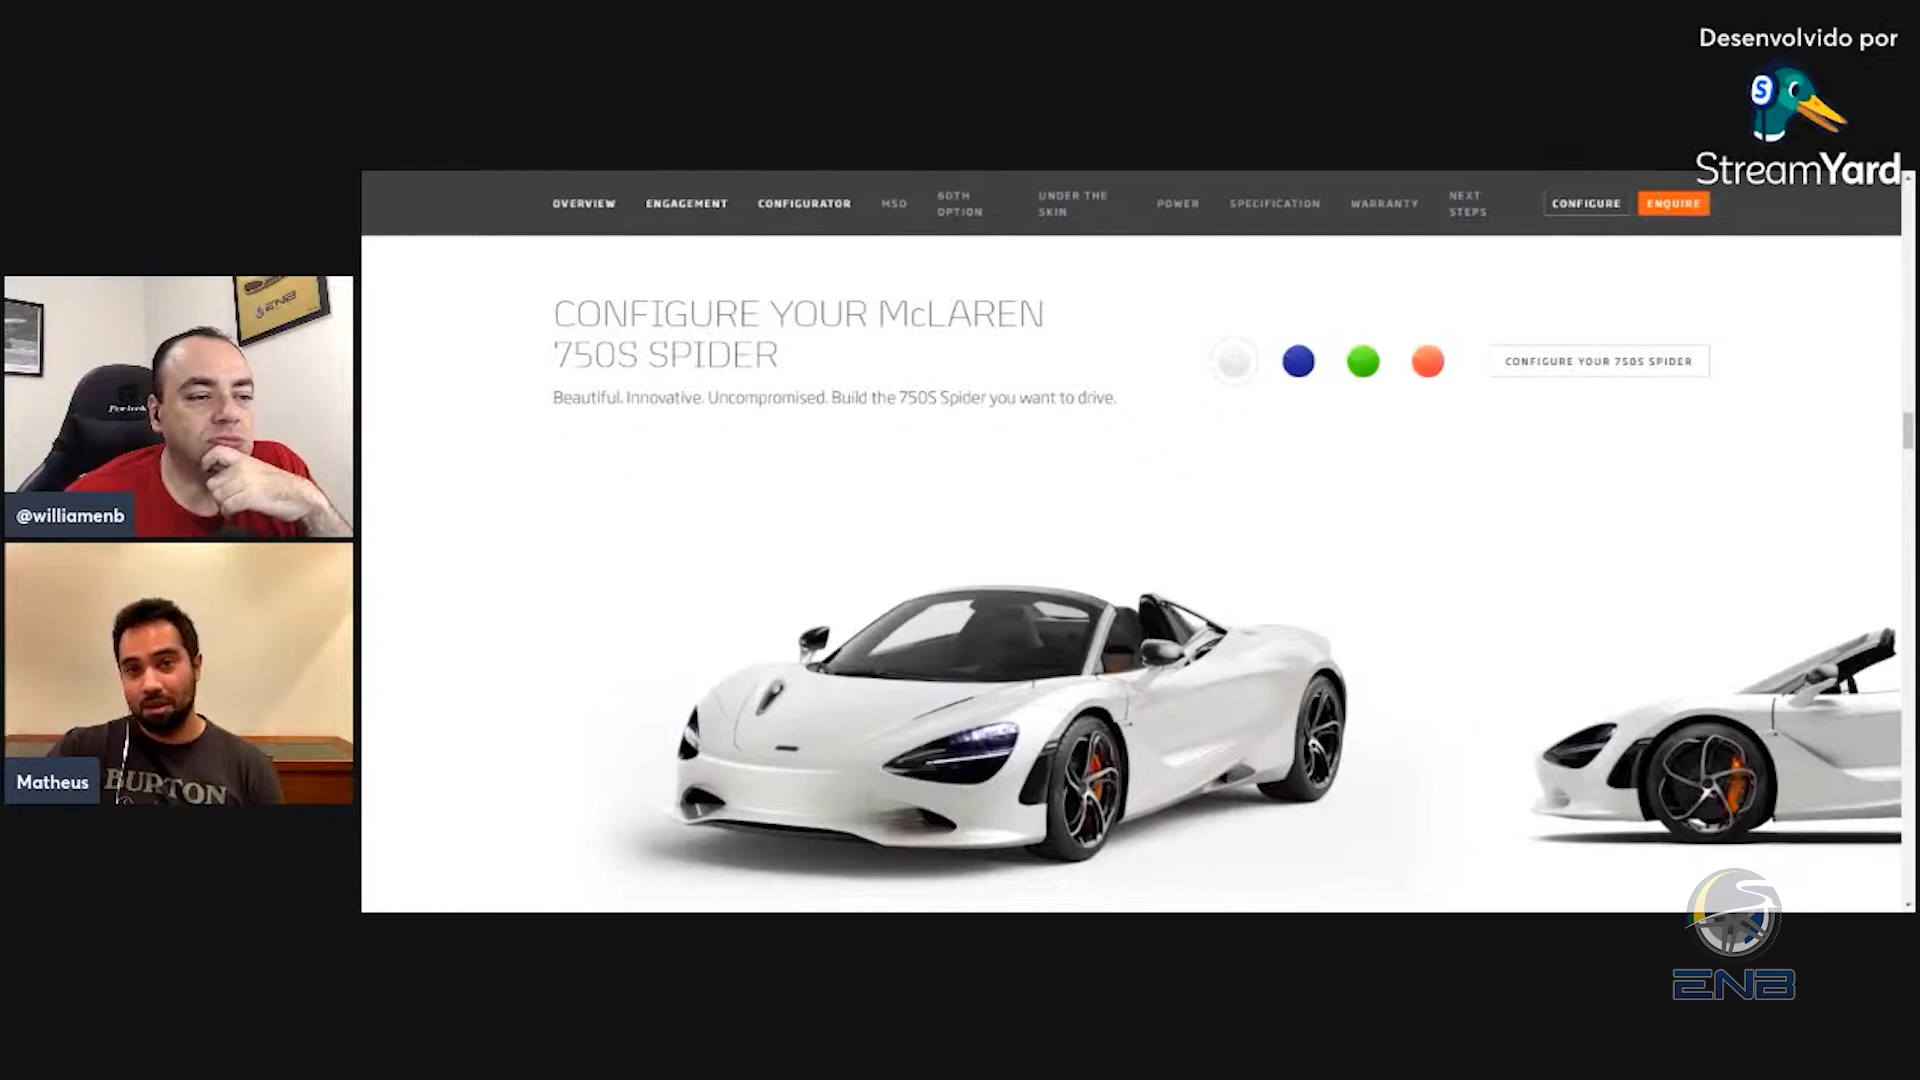 Desenvolvido por
S
StreamYard
OVERVIEW ENGAGEMENT CONFIGURATOR MSO 60TH OPTION UNDER THE SKIN POWER SPECIFICATION WARRANTY NEXT STEPS CONFIGURE ENQUIRE
CONFIGURE YOUR McLAREN
750S SPIDER
Beautiful. Innovative. Uncompromised. Build the 750S Spider you want to drive.
CONFIGURE YOUR 750S SPIDER
ENB
@williamenb
BURTON
Matheus
ENB